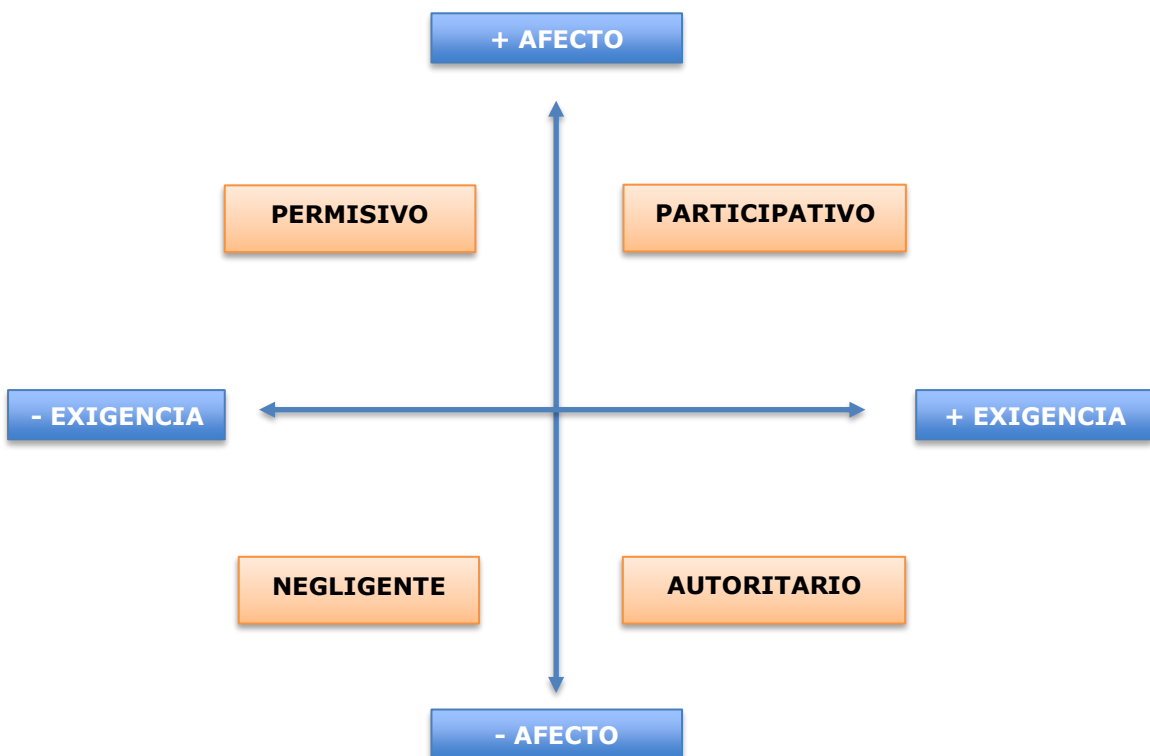 + AFECTO
PERMISIVO
PARTICIPATIVO
- EXIGENCIA
+ EXIGENCIA
NEGLIGENTE
AUTORITARIO
- AFECTO